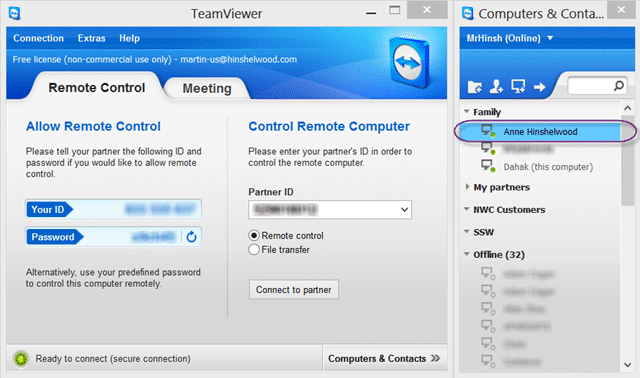 TeamViewer
Connection Extras Help
Free license (non-commercial use only) - martin-us@hinshelwood.com
Remote Control
Meeting
Allow Remote Control
Please tell your partner the following ID and
password if you would like to allow remote
control.
Your ID
Password
Alternatively, use your predefined password
to control this computer remotely.
Control Remote Computer
Please enter your partner's ID in order to
control the remote computer.
Partner ID
Remote control
File transfer
Connect to partner
Ready to connect (secure connection)
Computers & Contacts
Computers & Conta...
MrHinsh (Online)
Family
Anne Hinshelwood
Dahak (this computer)
My partners
NWC Customers
SSW
Offline (32)